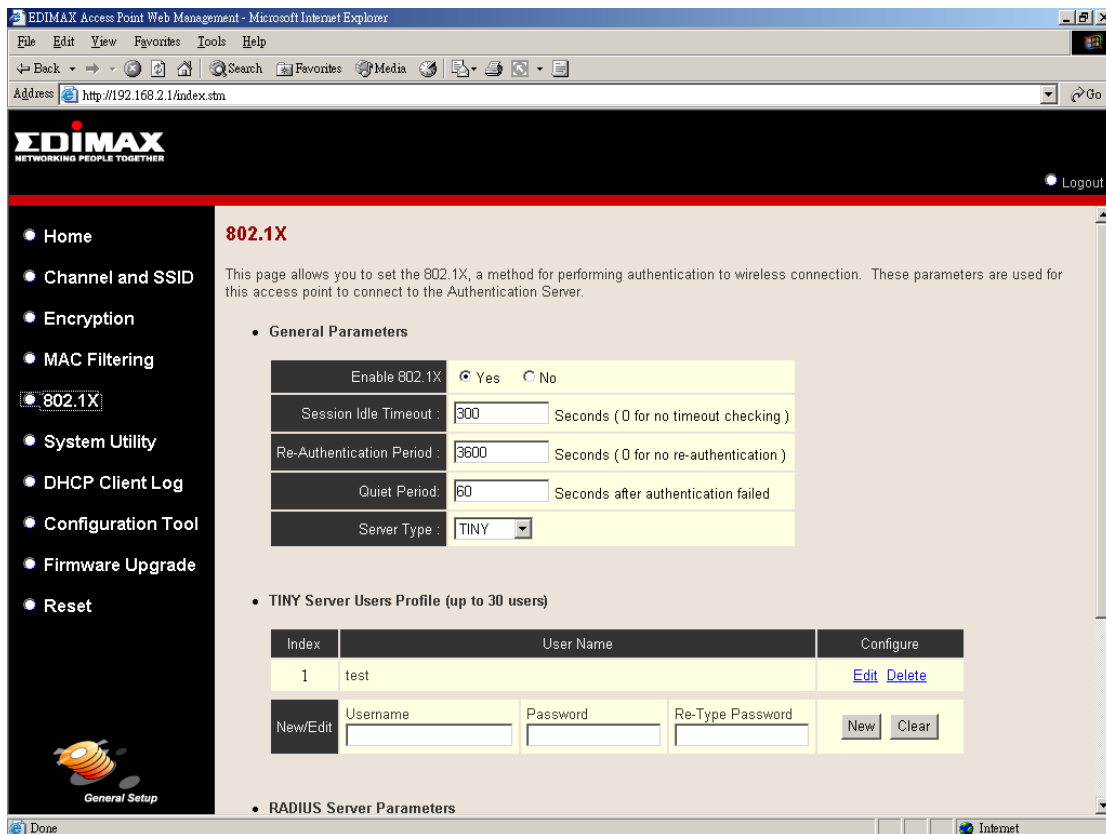 EDIMAX Access Point Web Management - Microsoft Internet Explorer
File Edit View Favorites Tools Help
Back Search Favorites Media
Address http://192.168.2.1/index.stm Go
EDIMAX
NETWORKING PEOPLE TOGETHER
Logout
Home
Channel and SSID
Encryption
MAC Filtering
802.1X
System Utility
DHCP Client Log
Configuration Tool
Firmware Upgrade
Reset
General Setup
802.1X
This page allows you to set the 802.1X, a method for performing authentication to wireless connection. These parameters are used for
this access point to connect to the Authentication Server.
General Parameters
Enable 802.1X Yes No
Session Idle Timeout : 300 Seconds ( 0 for no timeout checking )
Re-Authentication Period : 3600 Seconds ( 0 for no re-authentication )
Quiet Period: 60 Seconds after authentication failed
Server Type : TINY
TINY Server Users Profile (up to 30 users)
Index User Name Configure
1 test Edit Delete
New/Edit Username Password Re-Type Password New Clear
RADIUS Server Parameters
Done Internet